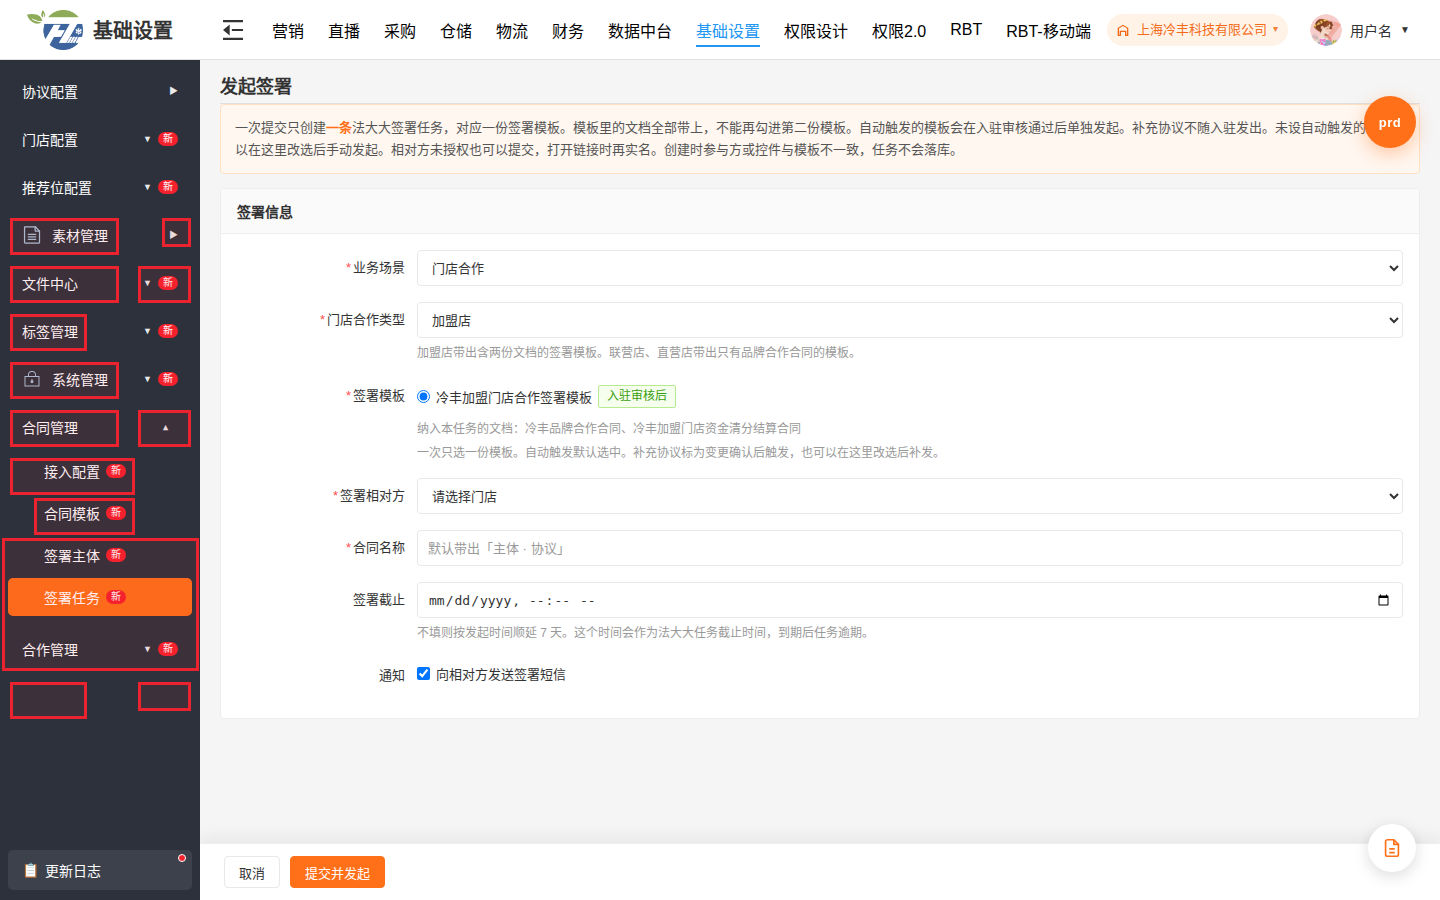 基础设置
营销 直播 采购 仓储 物流 财务 数据中台 基础设置 权限设计 权限2.0 RBT RBT-移动端
上海冷丰科技有限公司
用户名
协议配置
门店配置 新
推荐位配置 新
素材管理
文件中心 新
标签管理 新
系统管理 新
合同管理
接入配置 新
合同模板 新
签署主体 新
签署任务 新
合作管理 新
更新日志
发起签署
一次提交只创建一条法大大签署任务，对应一份签署模板。模板里的文档全部带上，不能再勾进第二份模板。自动触发的模板会在入驻审核通过后单独发起。补充协议不随入驻发出。未设自动触发的
以在这里改选后手动发起。相对方未授权也可以提交，打开链接时再实名。创建时参与方或控件与模板不一致，任务不会落库。
prd
签署信息
*业务场景 门店合作
*门店合作类型 加盟店
加盟店带出含两份文档的签署模板。联营店、直营店带出只有品牌合作合同的模板。
*签署模板 冷丰加盟门店合作签署模板 入驻审核后
纳入本任务的文档：冷丰品牌合作合同、冷丰加盟门店资金清分结算合同
一次只选一份模板。自动触发默认选中。补充协议标为变更确认后触发，也可以在这里改选后补发。
*签署相对方 请选择门店
*合同名称 默认带出「主体 · 协议」
签署截止 mm/dd/yyyy, --:-- --
不填则按发起时间顺延 7 天。这个时间会作为法大大任务截止时间，到期后任务逾期。
通知 向相对方发送签署短信
取消 提交并发起